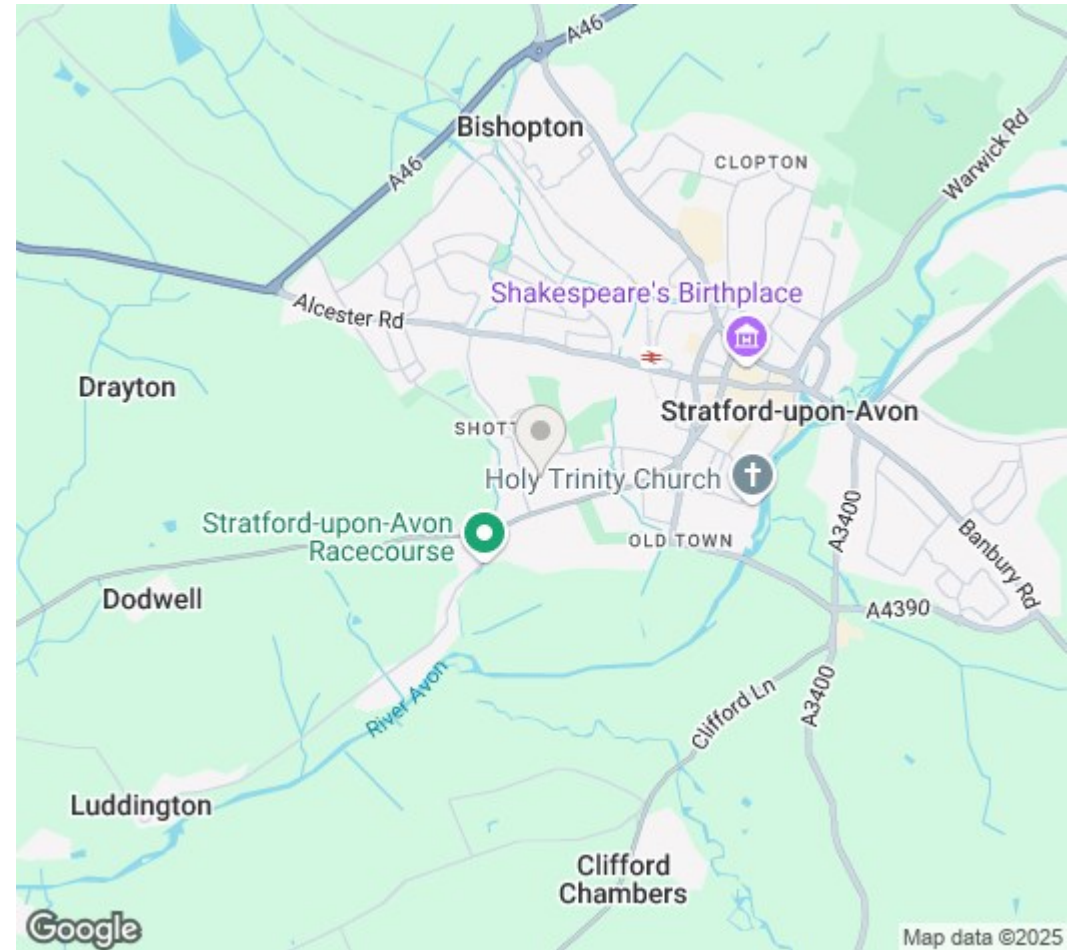 A46
Bishopton
CLOPTON
Warwick Rd
A46
Shakespeare's Birthplace
Alcester Rd
Drayton
Stratford-upon-Avon
SHOTT
Holy Trinity Church
Stratford-upon-Avon
Racecourse
OLD TOWN
A3400
Banbury Rd
Dodwell
A4390
River Avon
Clifford Ln
A3400
Luddington
Clifford
Chambers
Google
Map data ©2025